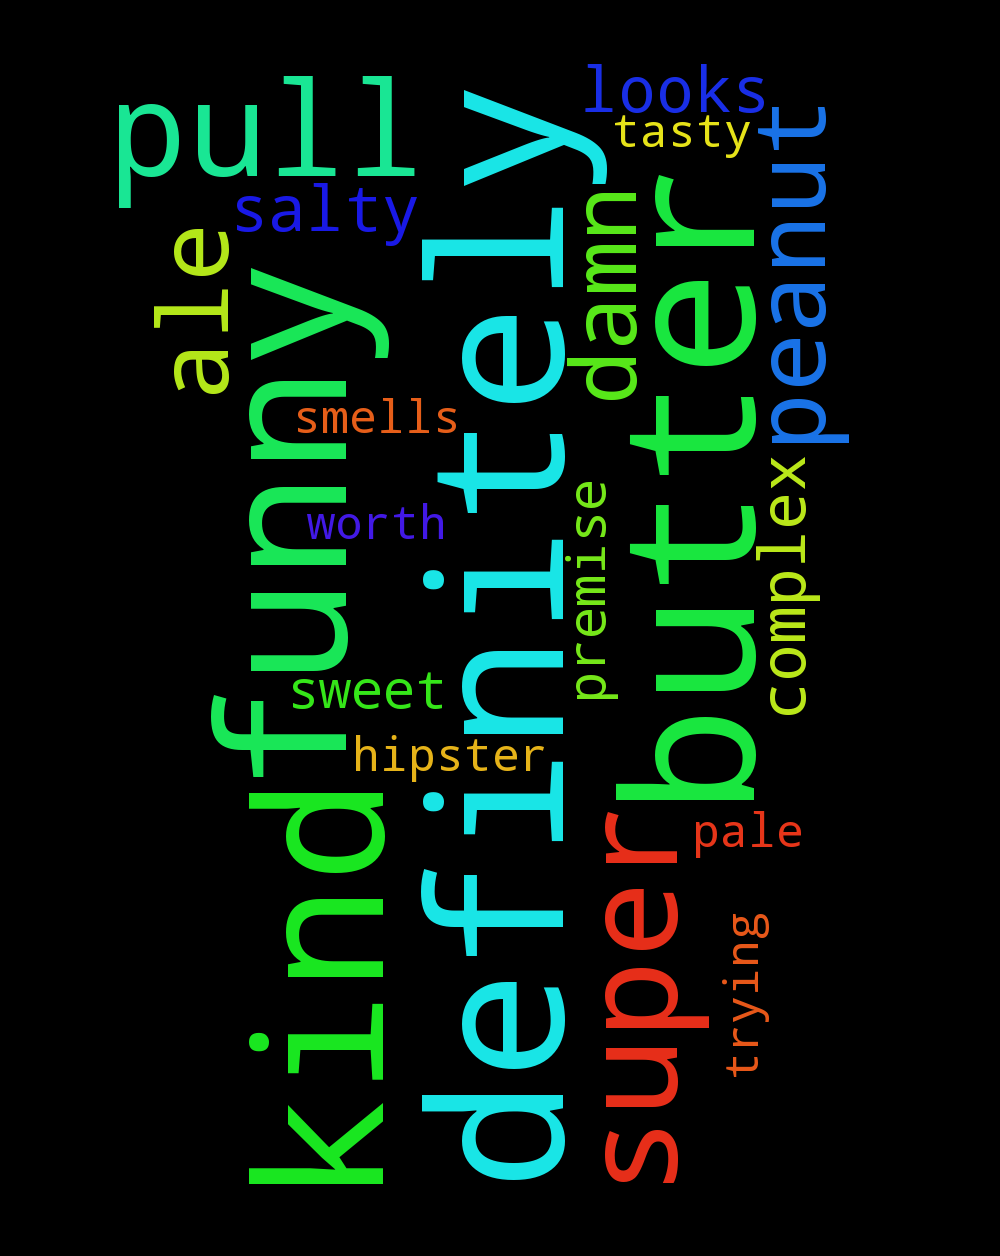 pull
looks
tasty
salty
ale
definitely
damn
butter
peanut
funny
smells
worth
premise
complex
sweet
hipster
kind
super
pale
trying